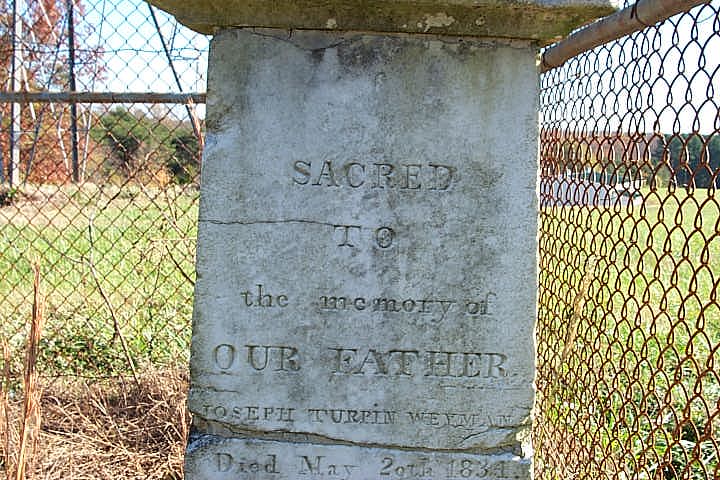 SACRED
TO
the memory of
OUR FATHER
JOSEPH TURPIN WEYMAN
Died May 20th 1834.